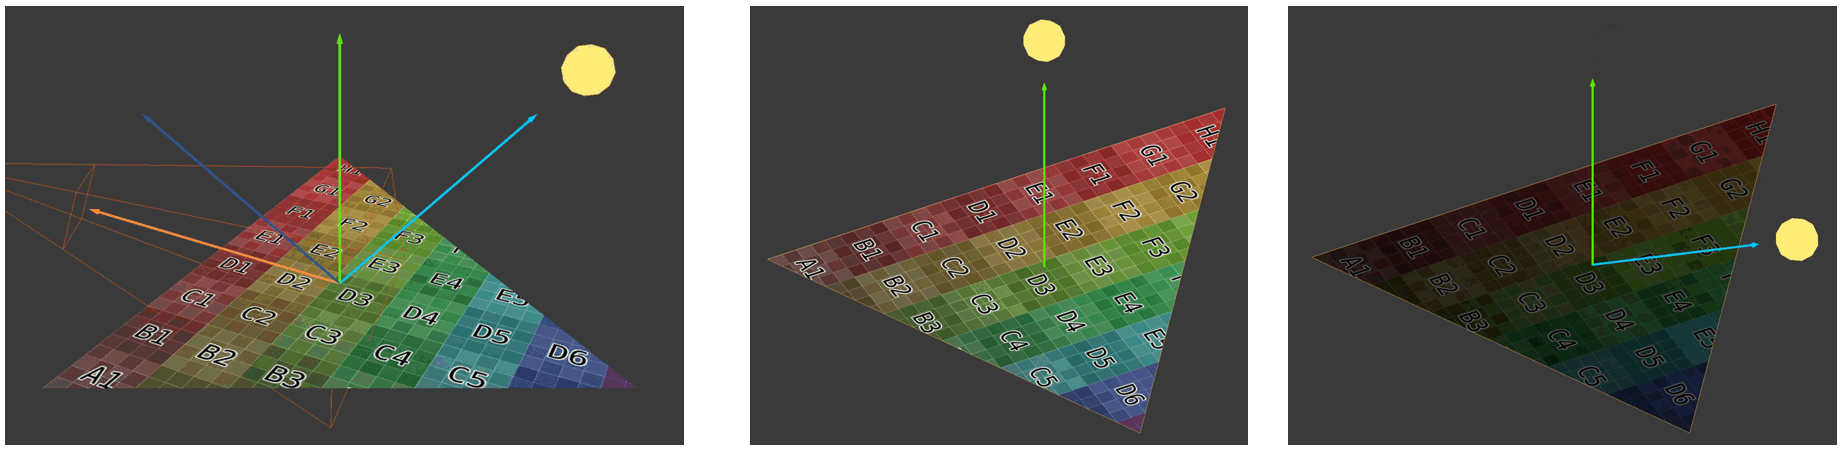 A1 B1 C1 D1 E1 F1 G1 H1
B2 C2 D2 E2 F2 G2
B3 C3 D3 E3 F3
C4 D4 E4
C5 D5 E5
D6
A1 B1 C1 D1 E1 F1 G1 H1
B2 C2 D2 E2 F2 G2
B3 C3 D3 E3 F3
C4 D4 E4
C5 D5 E5
D6
A1 B1 C1 D1 E1 F1 G1 H1
B2 C2 D2 E2 F2 G2
B3 C3 D3 E3 F3
C4 D4 E4
C5 D5 E5
D6